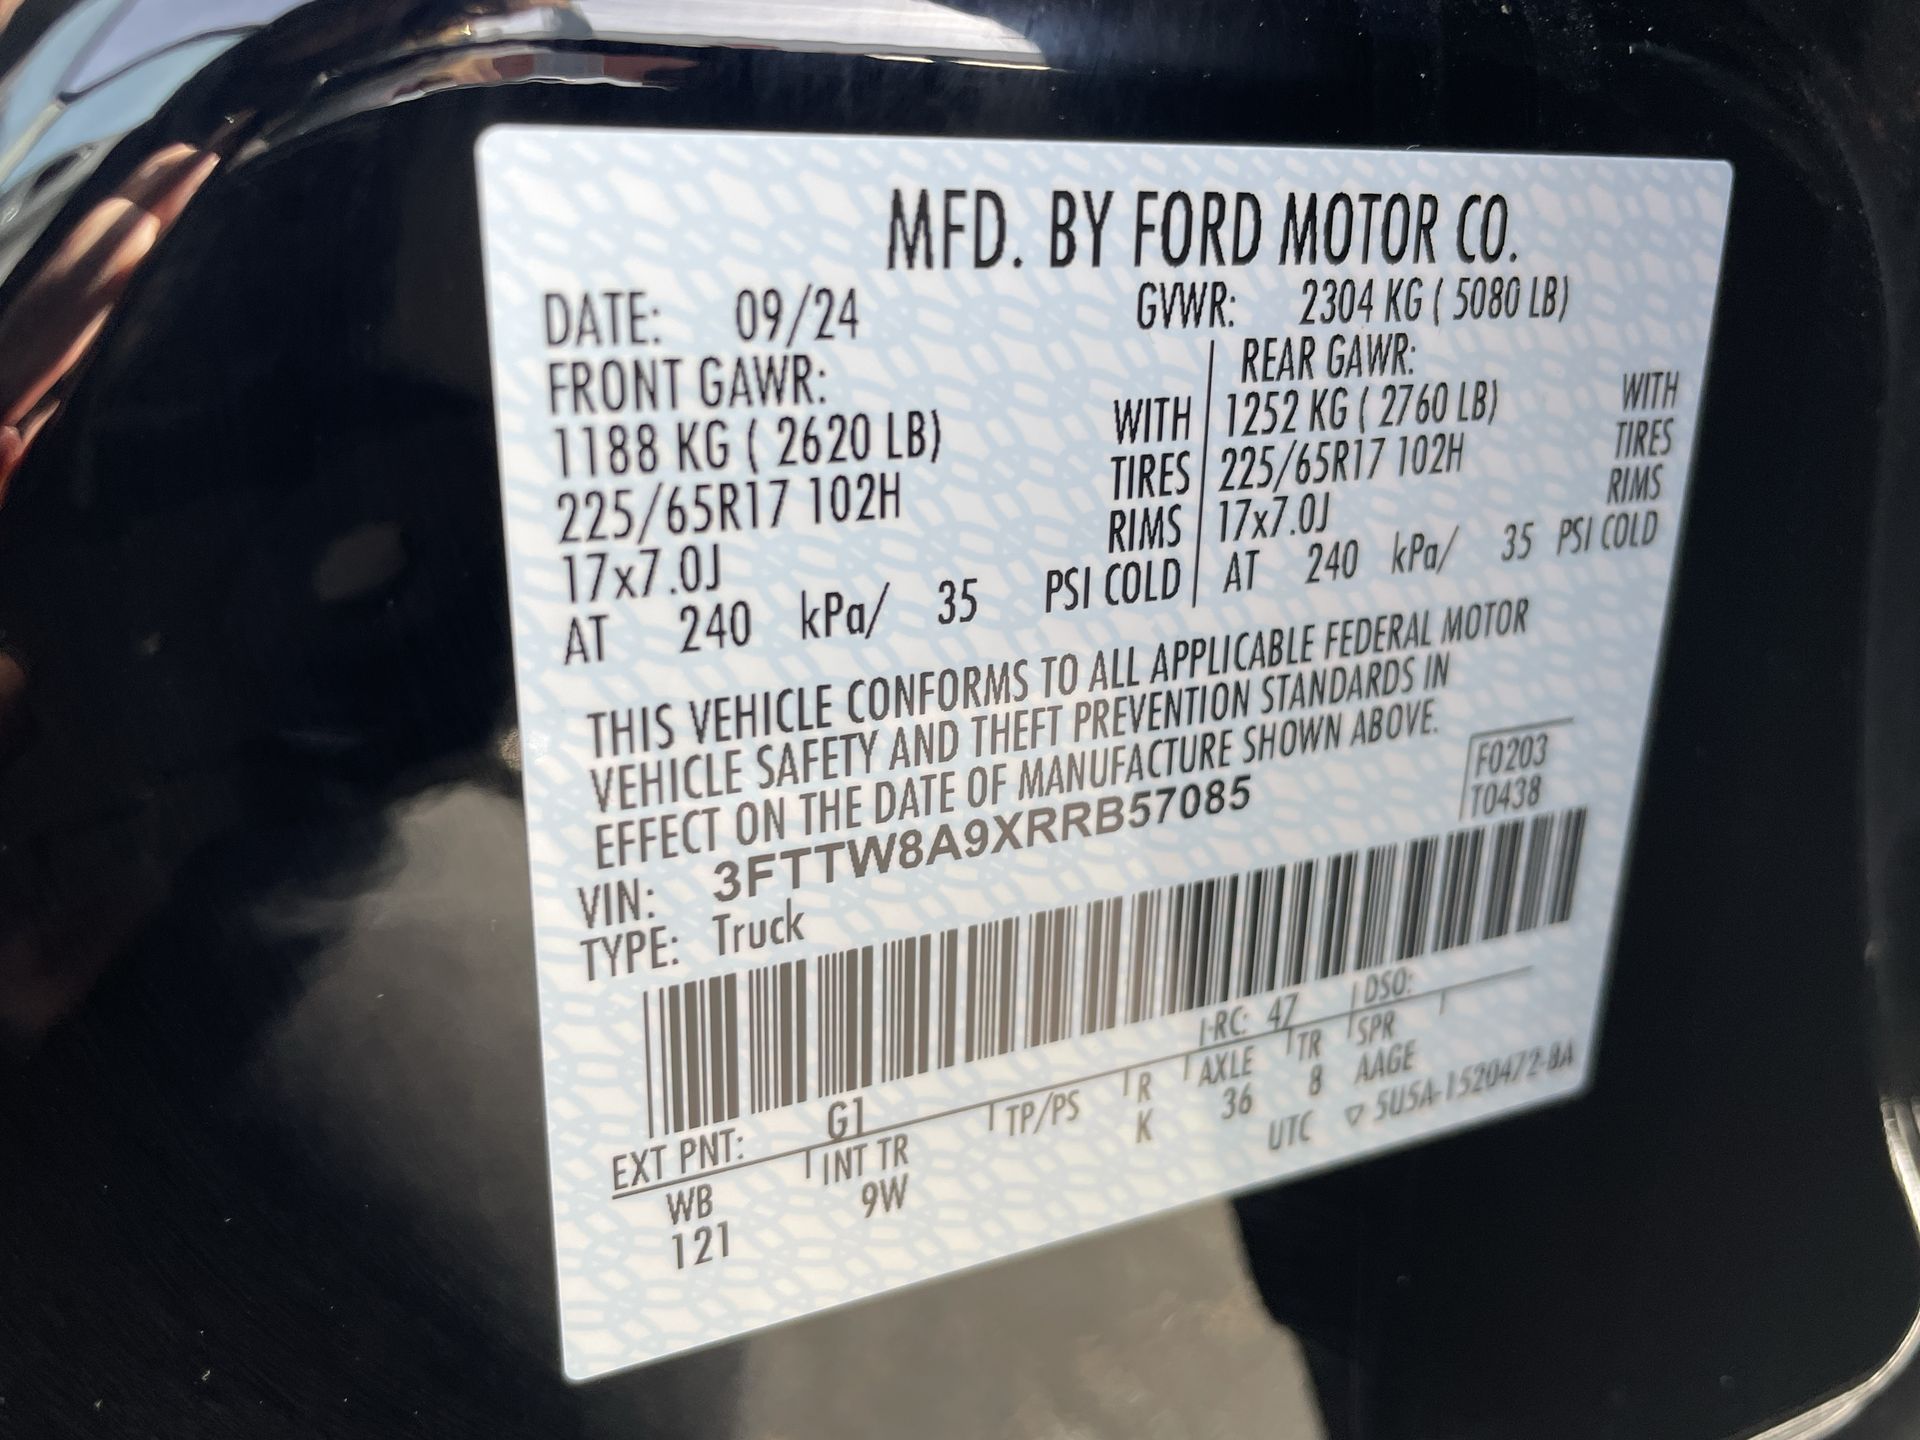 MFD. BY FORD MOTOR CO.
DATE: 09/24 GVWR: 2304 KG ( 5080 LB)
FRONT GAWR: REAR GAWR:
1188 KG ( 2620 LB) WITH 1252 KG ( 2760 LB) WITH
225/65R17 102H TIRES 225/65R17 102H TIRES
17x7.0J RIMS 17x7.0J RIMS
AT 240 kPa/ 35 PSI COLD AT 240 kPa/ 35 PSI COLD
THIS VEHICLE CONFORMS TO ALL APPLICABLE FEDERAL MOTOR
VEHICLE SAFETY AND THEFT PREVENTION STANDARDS IN
EFFECT ON THE DATE OF MANUFACTURE SHOWN ABOVE.
F0203
T0438
VIN: 3FTTW8A9XRRB57085
TYPE: Truck
EXT PNT: G1 RC: 47 DSO:
WB INT TR TP/PS R AXLE TR SPR
121 9W K 36 8 AAGE
UTC ▽ 5U5A-1520472-BA